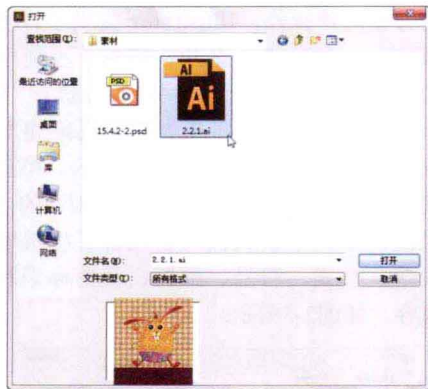 打开
查找范围(I):
素材
最近访问的位置
桌面
库
计算机
网络
PSD
15.4.2-2.psd
AI
Ai
2.2.1.ai
文件名(N):
2.2.1.ai
打开
文件类型(T):
所有格式
取消